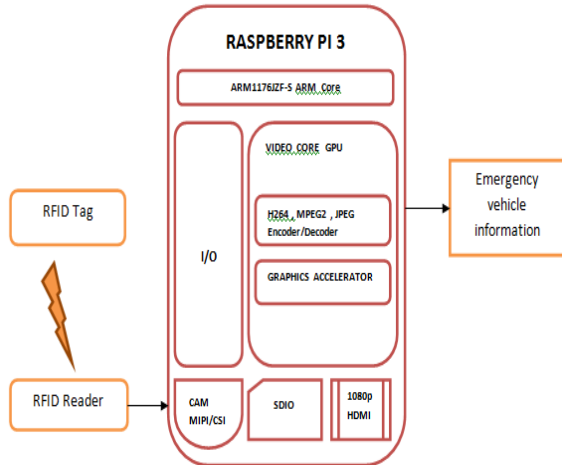 RASPBERRY PI 3
ARM1176JZF-S ARM Core
VIDEO CORE GPU
H264 , MPEG2 , JPEG
Encoder/Decoder
GRAPHICS ACCELERATOR
I/O
CAM
MIPI/CSI
SDIO
1080p
HDMI
RFID Tag
RFID Reader
Emergency
vehicle
information